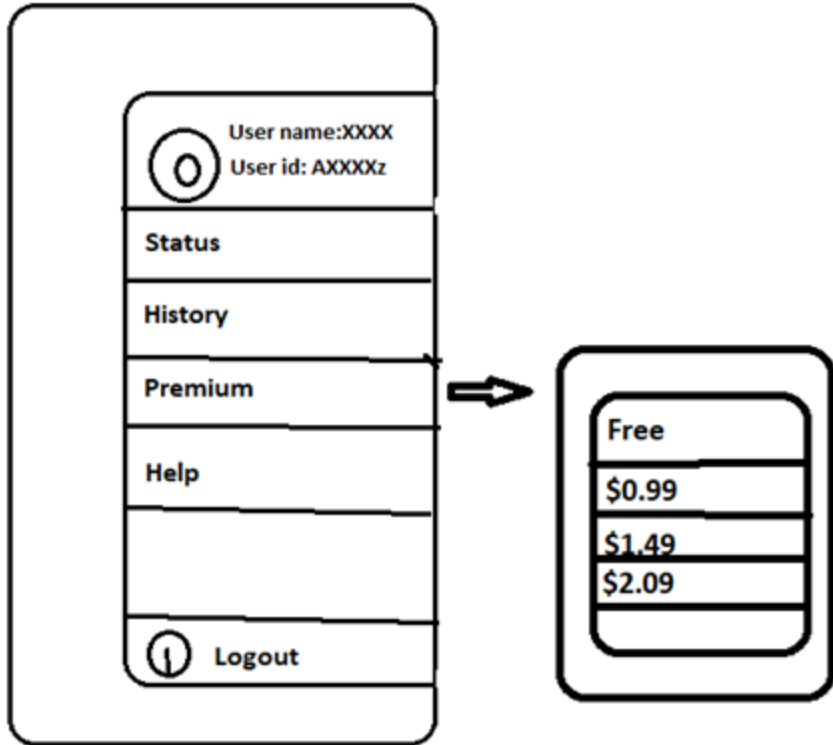 User name:XXXX
User id: AXXXXz
Status
History
Premium
Help
Logout
Free
$0.99
$1.49
$2.09